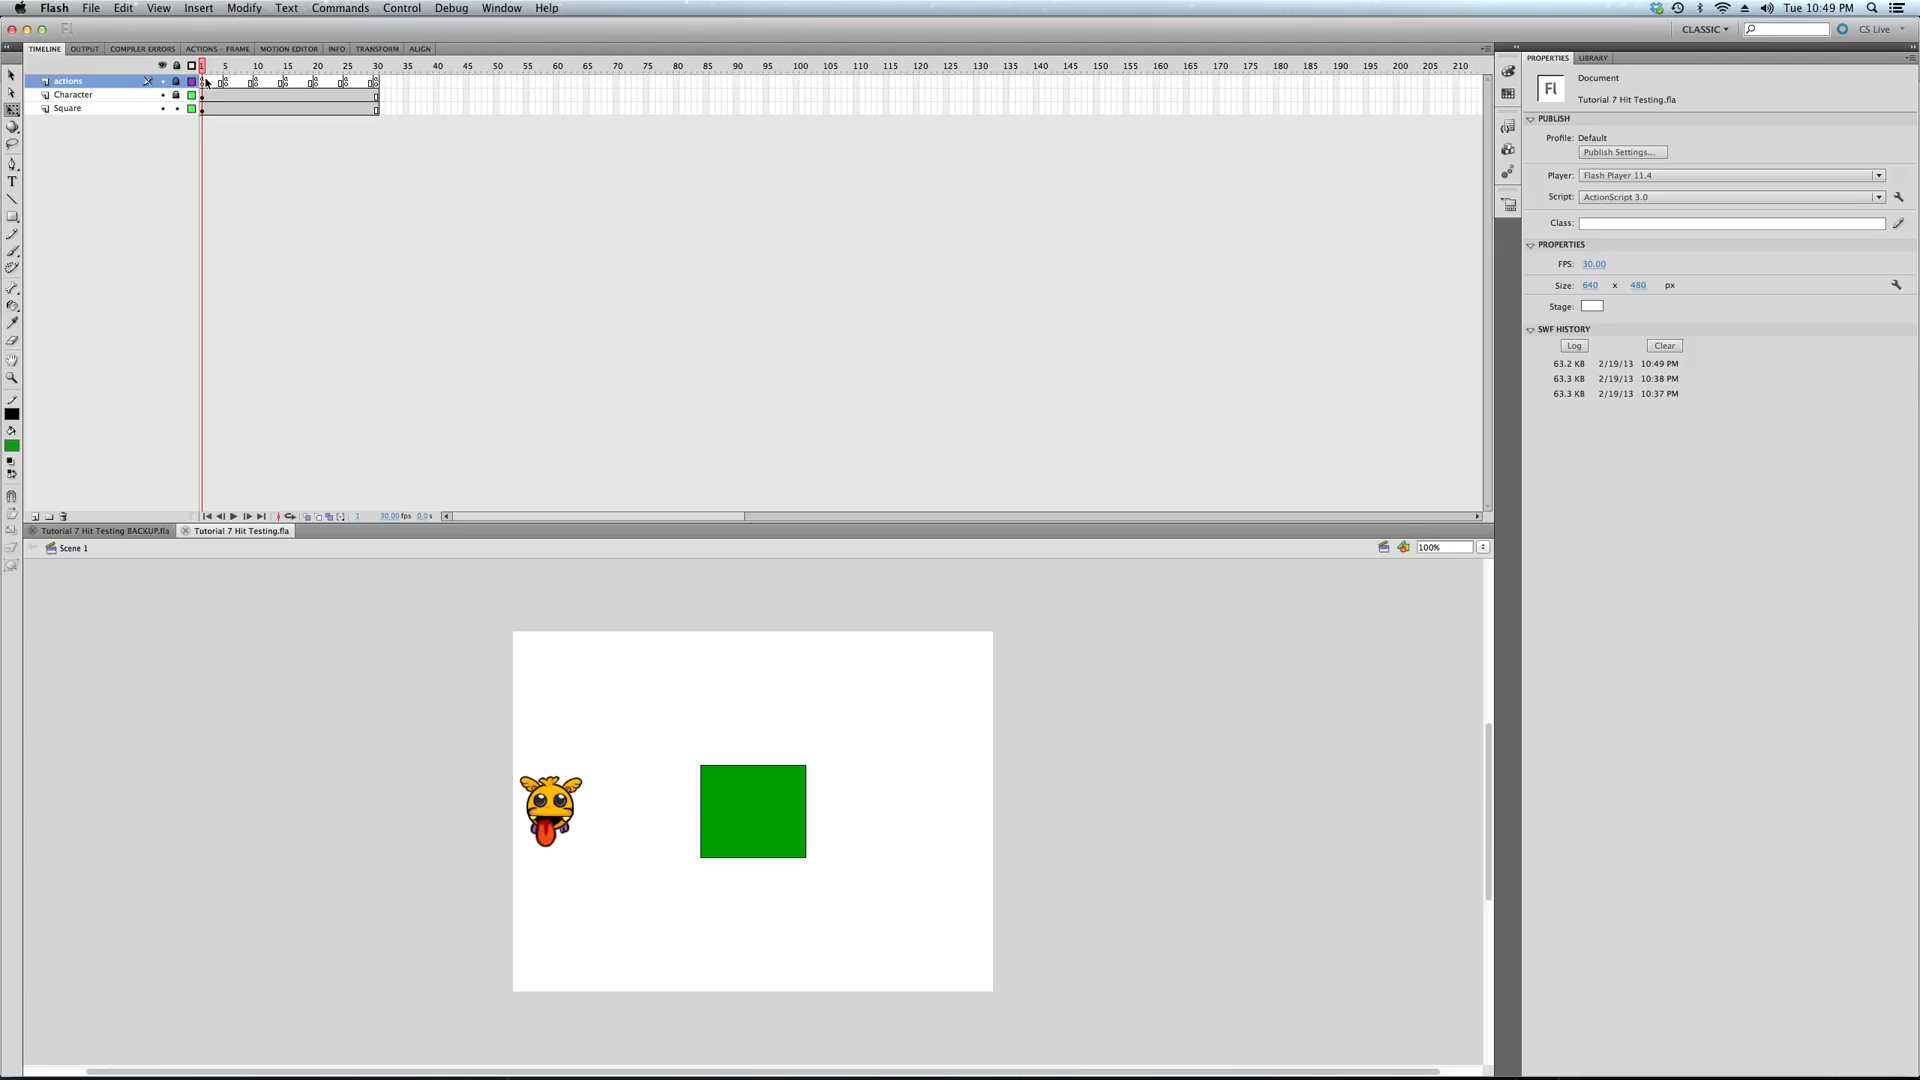 Flash File Edit View Insert Modify Text Commands Control Debug Window Help Tue 10:49 PM
Fl CLASSIC CS Live
TIMELINE OUTPUT COMPILER ERRORS ACTIONS - FRAME MOTION EDITOR INFO TRANSFORM ALIGN
1 5 10 15 20 25 30 35 40 45 50 55 60 65 70 75 80 85 90 95 100 105 110 115 120 125 130 135 140 145 150 155 160 165 170 175 180 185 190 195 200 205 210
actions
Character
Square
1 30.00 fps 0.0 s
Tutorial 7 Hit Testing BACKUP.fla Tutorial 7 Hit Testing.fla
Scene 1 100%
PROPERTIES LIBRARY
Fl
Document
Tutorial 7 Hit Testing.fla
PUBLISH
Profile: Default
Publish Settings...
Player: Flash Player 11.4
Script: ActionScript 3.0
Class:
PROPERTIES
FPS: 30.00
Size: 640 x 480 px
Stage:
SWF HISTORY
Log Clear
63.2 KB 2/19/13 10:49 PM
63.3 KB 2/19/13 10:38 PM
63.3 KB 2/19/13 10:37 PM